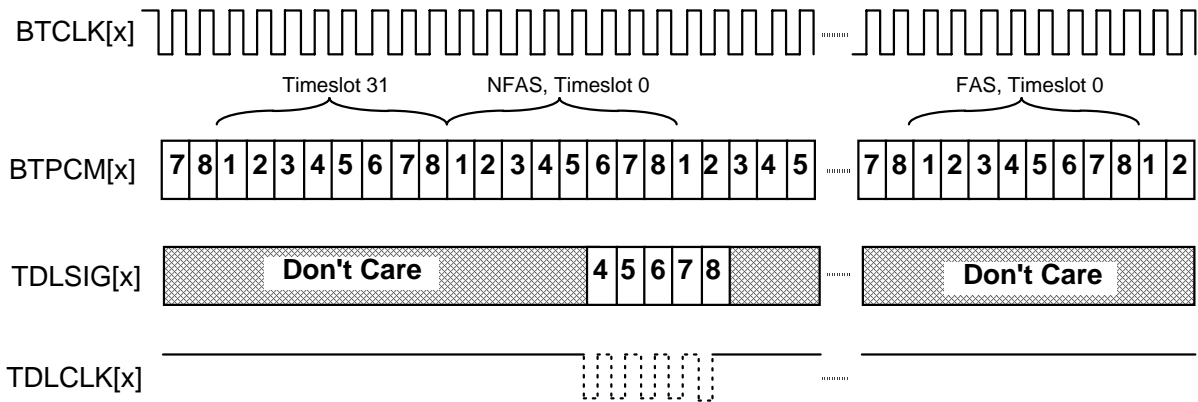 BTCLK[x]
Timeslot 31 NFAS, Timeslot 0 FAS, Timeslot 0
BTPCM[x] 7 8 1 2 3 4 5 6 7 8 1 2 3 4 5 6 7 8 1 2 3 4 5 7 8 1 2 3 4 5 6 7 8 1 2
TDLSIG[x] Don't Care 4 5 6 7 8 Don't Care
TDLCLK[x]